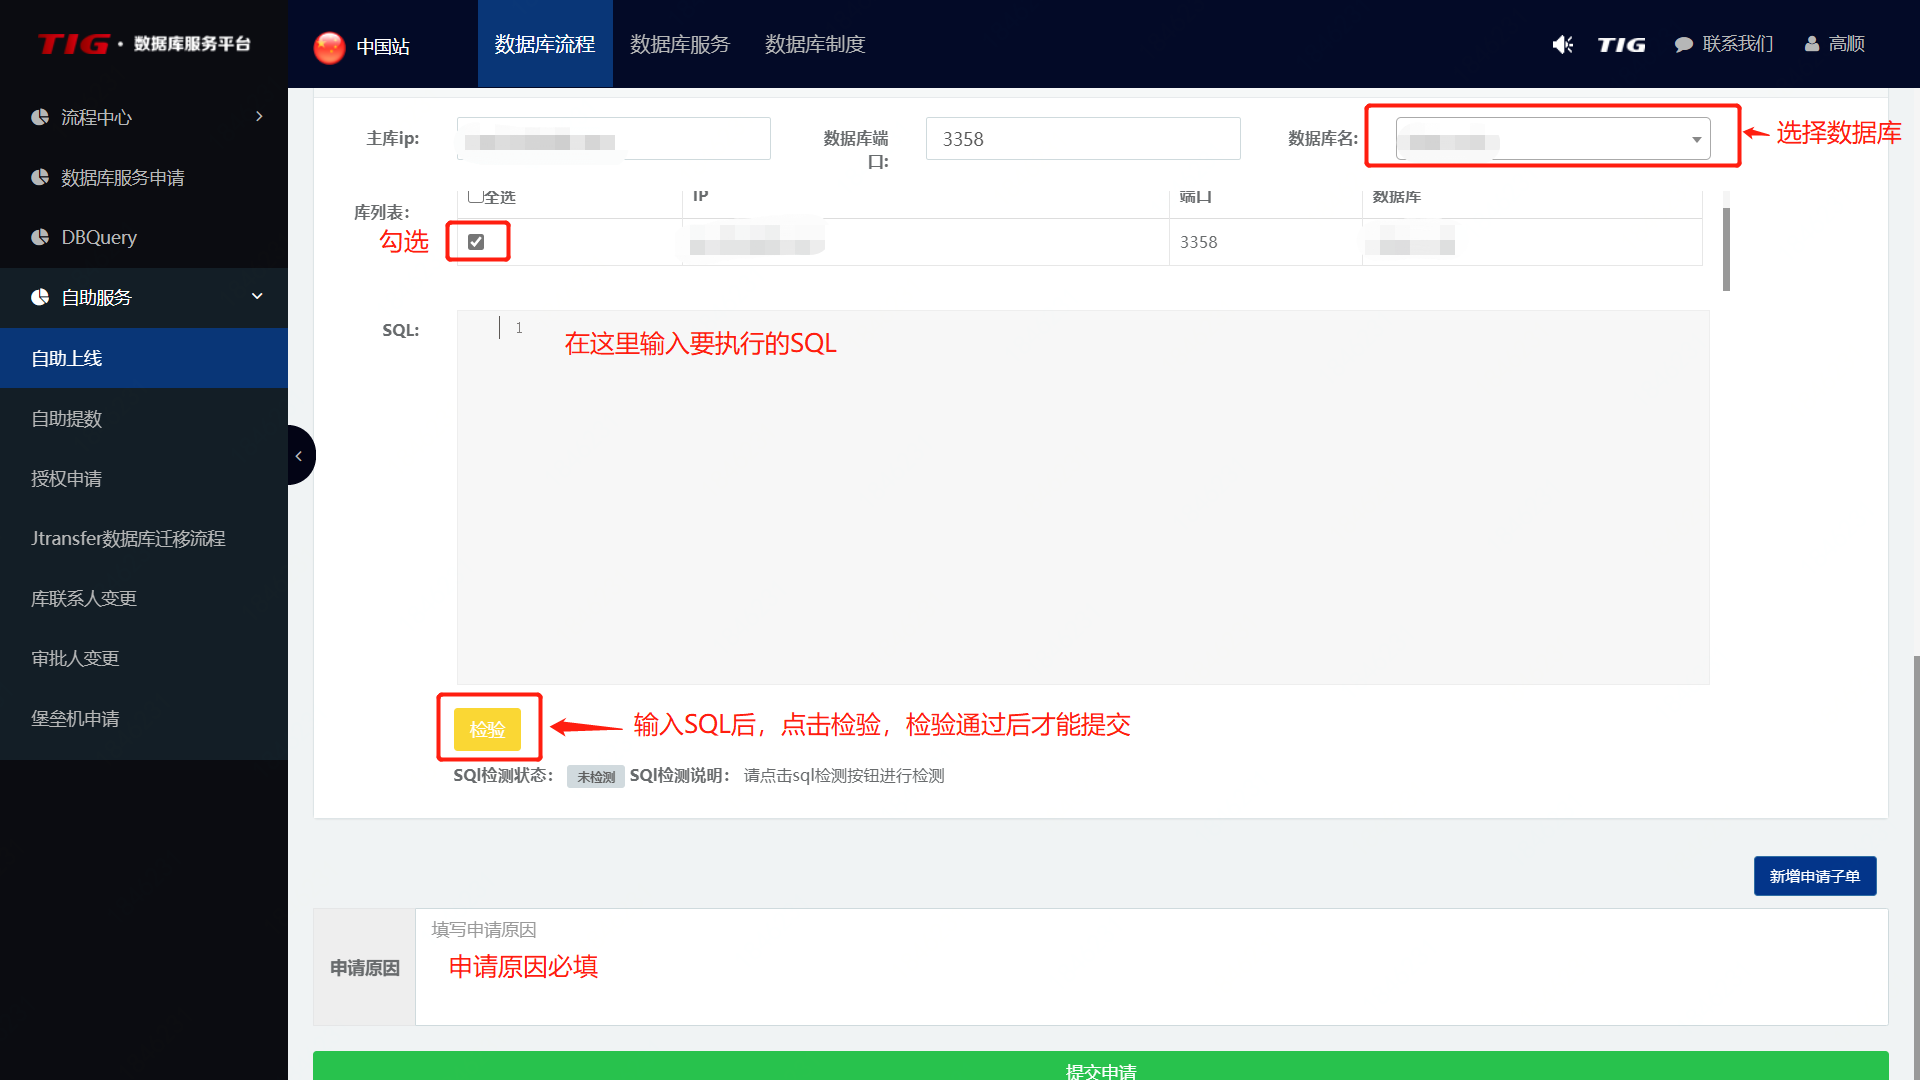 TIG · 数据库服务平台
中国站
数据库流程
数据库服务
数据库制度
TIG
联系我们
高顺
流程中心
数据库服务申请
DBQuery
自助服务
自助上线
自助提数
授权申请
Jtransfer数据库迁移流程
库联系人变更
审批人变更
堡垒机申请
主库ip:
数据库端
口:
3358
数据库名:
选择数据库
库列表:
全选
IP
端口
数据库
勾选
3358
SQL:
1
在这里输入要执行的SQL
检验
输入SQL后，点击检验，检验通过后才能提交
SQl检测状态：
未检测
SQl检测说明：
请点击sql检测按钮进行检测
新增申请子单
申请原因
填写申请原因
申请原因必填
提交申请